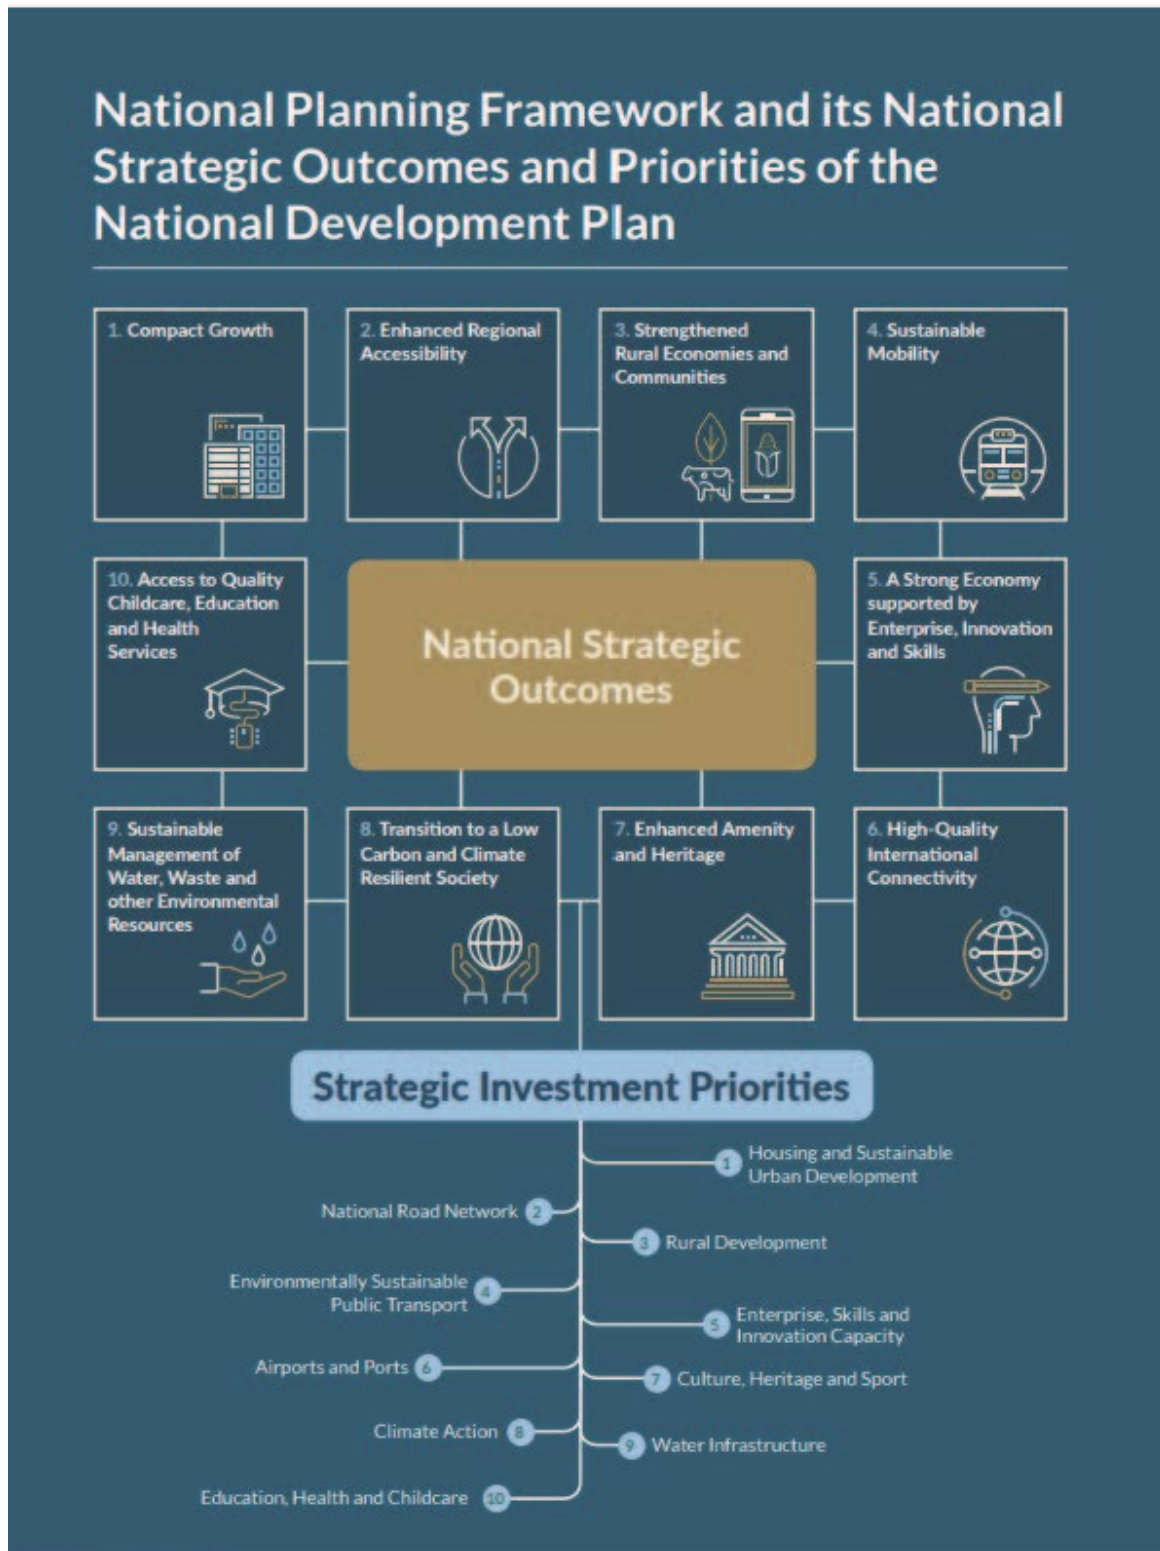 National Planning Framework and its National
Strategic Outcomes and Priorities of the
National Development Plan
1. Compact Growth
2. Enhanced Regional
Accessibility
3. Strengthened
Rural Economies and
Communities
4. Sustainable
Mobility
10. Access to Quality
Childcare, Education
and Health
Services
National Strategic
Outcomes
5. A Strong Economy
supported by
Enterprise, Innovation
and Skills
9. Sustainable
Management of
Water, Waste and
other Environmental
Resources
8. Transition to a Low
Carbon and Climate
Resilient Society
7. Enhanced Amenity
and Heritage
6. High-Quality
International
Connectivity
Strategic Investment Priorities
1 Housing and Sustainable
Urban Development
National Road Network 2
3 Rural Development
Environmentally Sustainable
Public Transport 4
5 Enterprise, Skills and
Innovation Capacity
Airports and Ports 6
7 Culture, Heritage and Sport
Climate Action 8
9 Water Infrastructure
Education, Health and Childcare 10